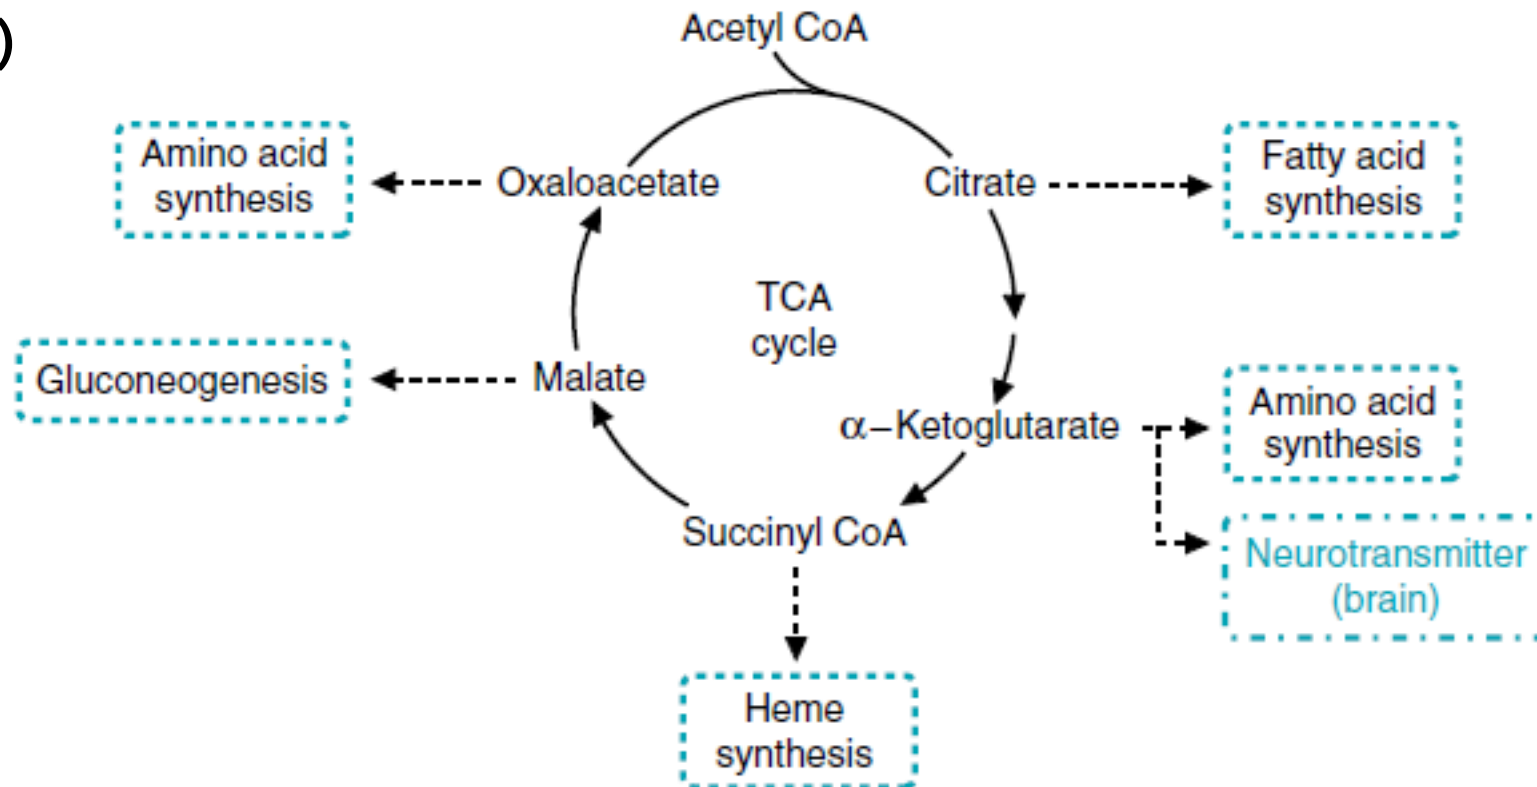 )
Acetyl CoA
Amino acid
synthesis
Oxaloacetate
Citrate
Fatty acid
synthesis
TCA
cycle
Gluconeogenesis
Malate
α–Ketoglutarate
Amino acid
synthesis
Succinyl CoA
Neurotransmitter
(brain)
Heme
synthesis